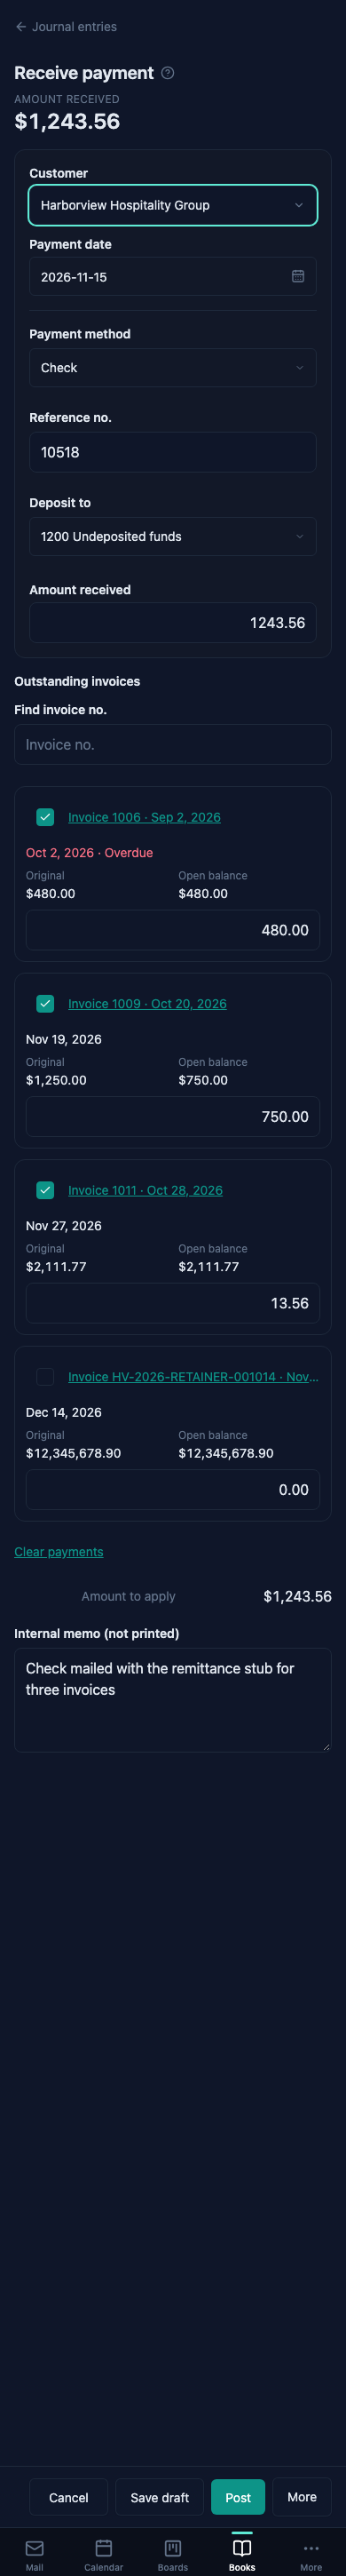 Journal entries
Receive payment
AMOUNT RECEIVED
$1,243.56
Customer
Harborview Hospitality Group
Payment date
2026-11-15
Payment method
Check
Reference no.
10518
Deposit to
1200 Undeposited funds
Amount received
1243.56
Outstanding invoices
Find invoice no.
Invoice no.
Invoice 1006 · Sep 2, 2026
Oct 2, 2026 · Overdue
Original Open balance
$480.00 $480.00
480.00
Invoice 1009 · Oct 20, 2026
Nov 19, 2026
Original Open balance
$1,250.00 $750.00
750.00
Invoice 1011 · Oct 28, 2026
Nov 27, 2026
Original Open balance
$2,111.77 $2,111.77
13.56
Invoice HV-2026-RETAINER-001014 · Nov...
Dec 14, 2026
Original Open balance
$12,345,678.90 $12,345,678.90
0.00
Clear payments
Amount to apply $1,243.56
Internal memo (not printed)
Check mailed with the remittance stub for
three invoices
Cancel Save draft Post More
Mail Calendar Boards Books More